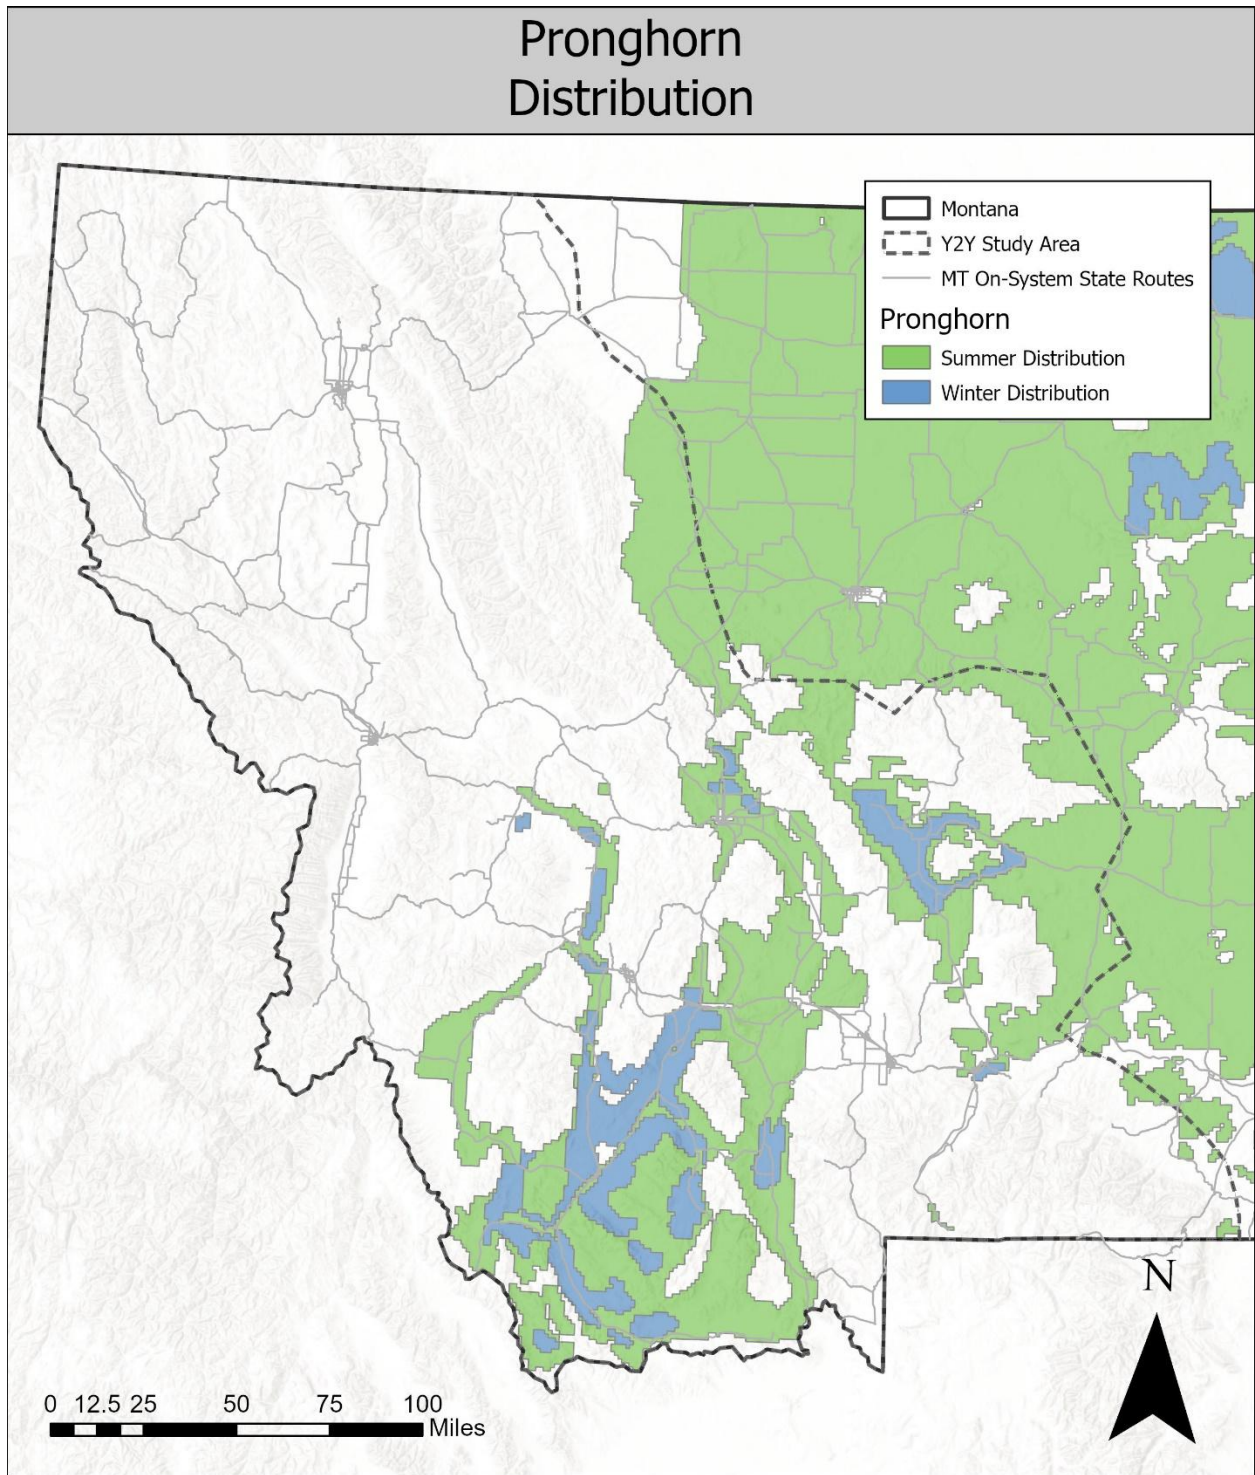 Pronghorn
Distribution
Montana
Y2Y Study Area
MT On-System State Routes
Pronghorn
Summer Distribution
Winter Distribution
N
0 12.5 25 50 75 100
Miles